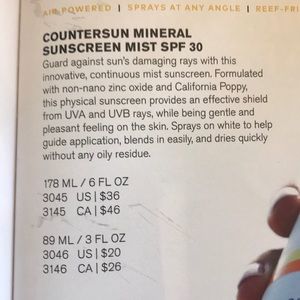 AIR POWERED | SPRAYS AT ANY ANGLE | REEF-FRI
COUNTERSUN MINERAL
SUNSCREEN MIST SPF 30
Guard against sun's damaging rays with this
innovative, continuous mist sunscreen. Formulated
with non-nano zinc oxide and California Poppy,
this physical sunscreen provides an effective shield
from UVA and UVB rays, while being gentle and
pleasant feeling on the skin. Sprays on white to help
guide application, blends in easily, and dries quickly
without any oily residue.
178 ML / 6 FL OZ
3045 US | $36
3145 CA | $46
89 ML / 3 FL OZ
3046 US | $20
3146 CA | $26